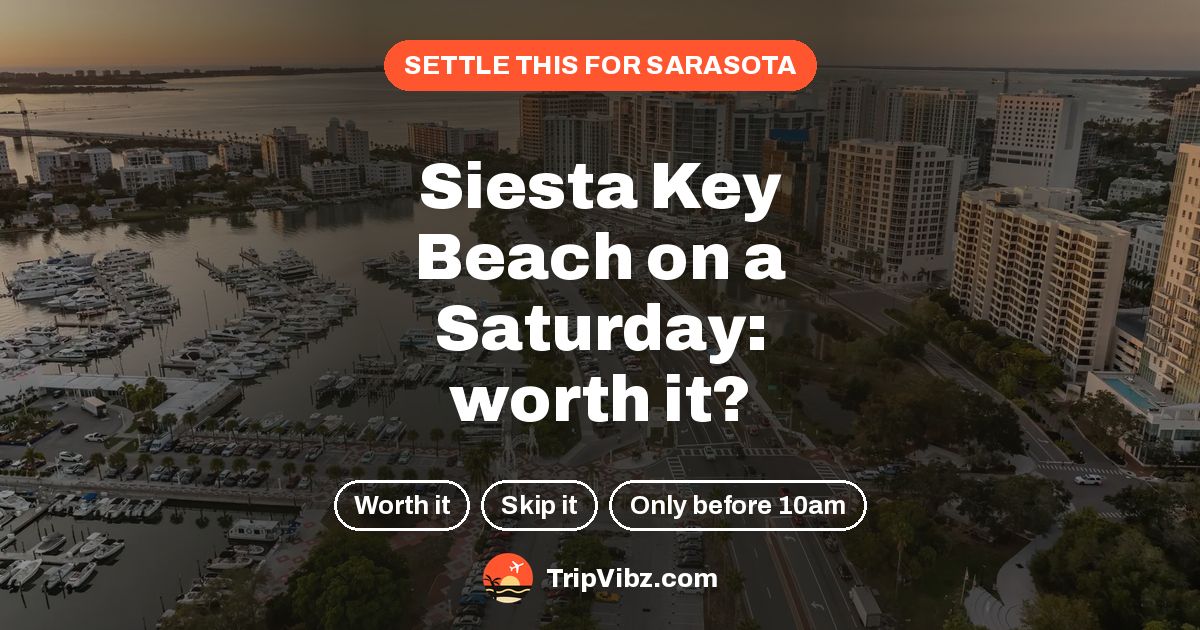 SETTLE THIS FOR SARASOTA
Siesta Key
Beach on a
Saturday:
worth it?
Worth it Skip it Only before 10am
TripVibz.com